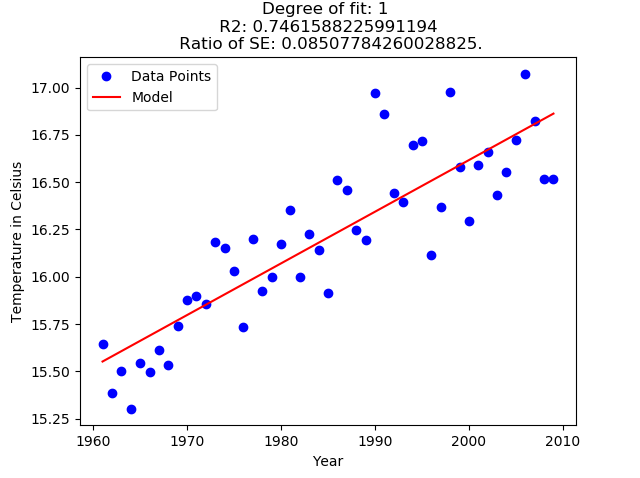 Degree of fit: 1
R2: 0.7461588225991194
Ratio of SE: 0.08507784260028825.
Data Points
Model
17.00
16.75
16.50
16.25
16.00
15.75
15.50
15.25
Temperature in Celsius
1960 1970 1980 1990 2000 2010
Year